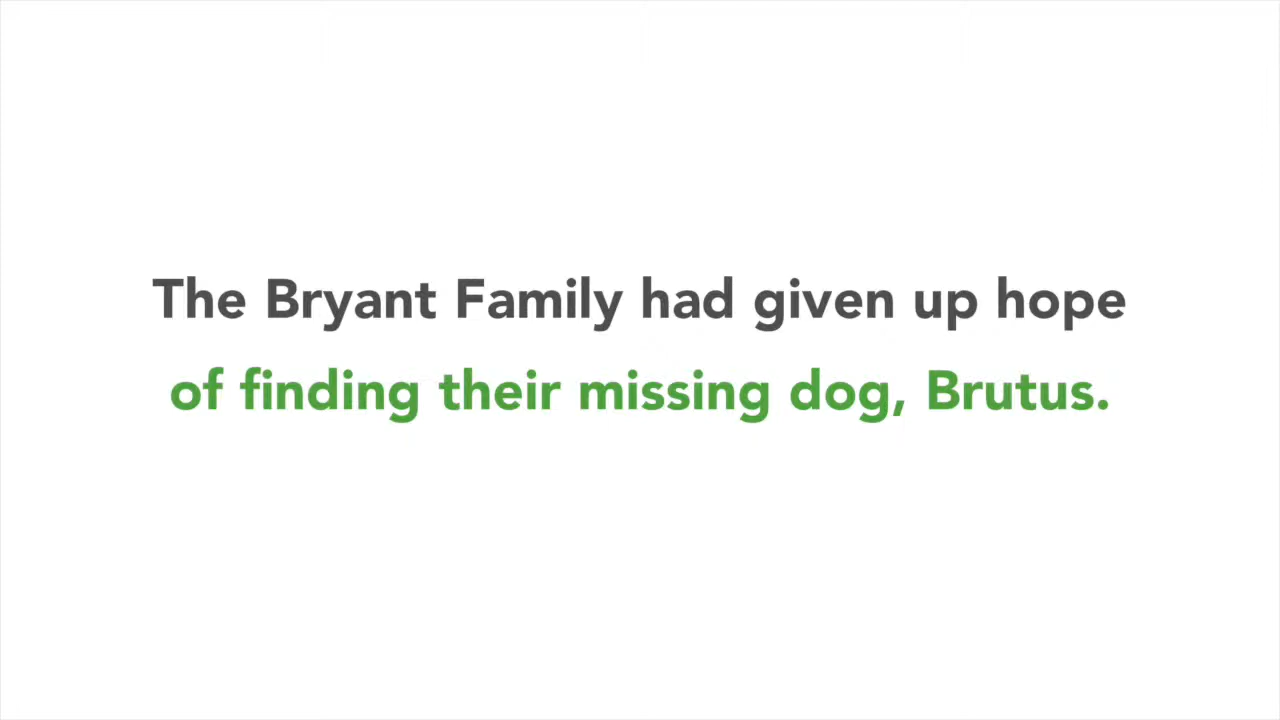 The Bryant Family had given up hope
of finding their missing dog, Brutus.